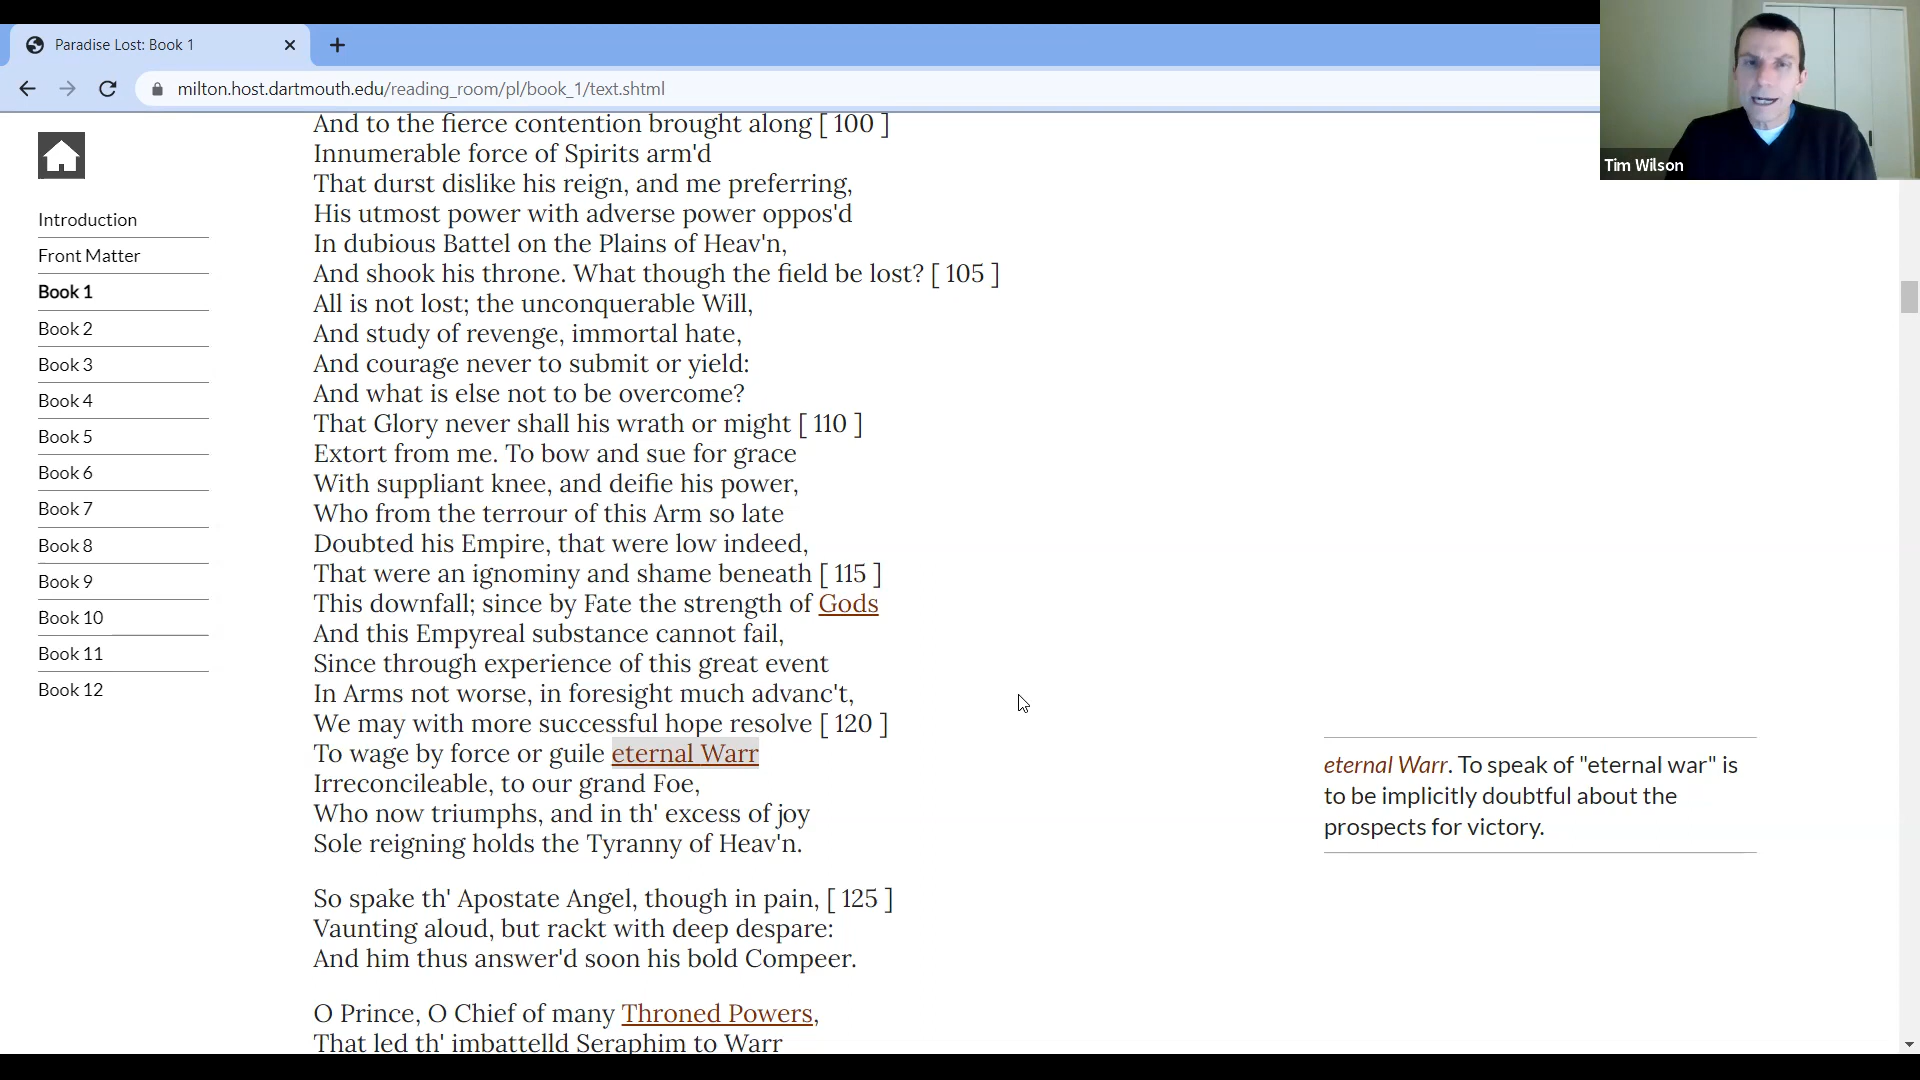 Paradise Lost: Book 1
milton.host.dartmouth.edu/reading_room/pl/book_1/text.shtml
Tim Wilson
Introduction
Front Matter
Book 1
Book 2
Book 3
Book 4
Book 5
Book 6
Book 7
Book 8
Book 9
Book 10
Book 11
Book 12
And to the fierce contention brought along [ 100 ]
Innumerable force of Spirits arm'd
That durst dislike his reign, and me preferring,
His utmost power with adverse power oppos'd
In dubious Battel on the Plains of Heav'n,
And shook his throne. What though the field be lost? [ 105 ]
All is not lost; the unconquerable Will,
And study of revenge, immortal hate,
And courage never to submit or yield:
And what is else not to be overcome?
That Glory never shall his wrath or might [ 110 ]
Extort from me. To bow and sue for grace
With suppliant knee, and deifie his power,
Who from the terrour of this Arm so late
Doubted his Empire, that were low indeed,
That were an ignominy and shame beneath [ 115 ]
This downfall; since by Fate the strength of Gods
And this Empyreal substance cannot fail,
Since through experience of this great event
In Arms not worse, in foresight much advanc't,
We may with more successful hope resolve [ 120 ]
To wage by force or guile eternal Warr
Irreconcileable, to our grand Foe,
Who now triumphs, and in th' excess of joy
Sole reigning holds the Tyranny of Heav'n.
So spake th' Apostate Angel, though in pain, [ 125 ]
Vaunting aloud, but rackt with deep despare:
And him thus answer'd soon his bold Compeer.
O Prince, O Chief of many Throned Powers,
That led th' imbattelld Seraphim to Warr
eternal Warr. To speak of "eternal war" is
to be implicitly doubtful about the
prospects for victory.